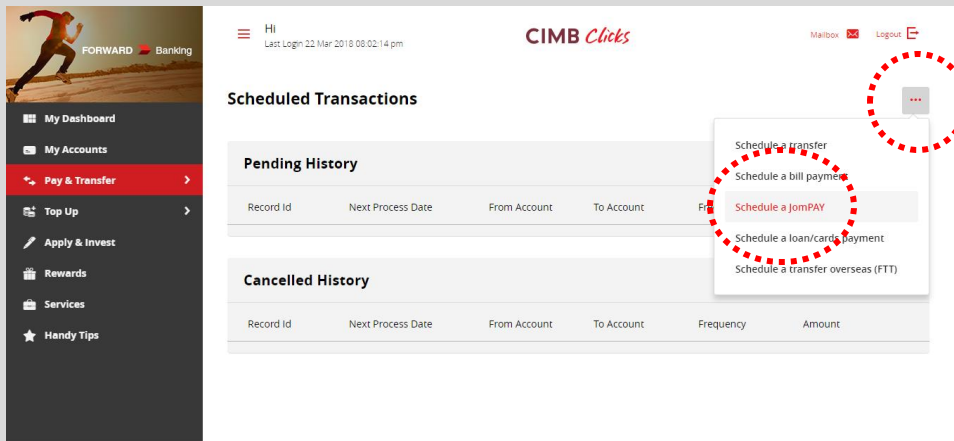 FORWARD Banking
Hi
Last Login 22 Mar 2018 08:02:14 pm
CIMB Clicks
Mailbox
Logout
My Dashboard
My Accounts
Pay & Transfer
Top Up
Apply & Invest
Rewards
Services
Handy Tips
Scheduled Transactions
...
Schedule a transfer
Schedule a bill payment
Schedule a JomPAY
Schedule a loan/cards payment
Schedule a transfer overseas (FTT)
Pending History
Record Id Next Process Date From Account To Account
Cancelled History
Record Id Next Process Date From Account To Account Frequency Amount